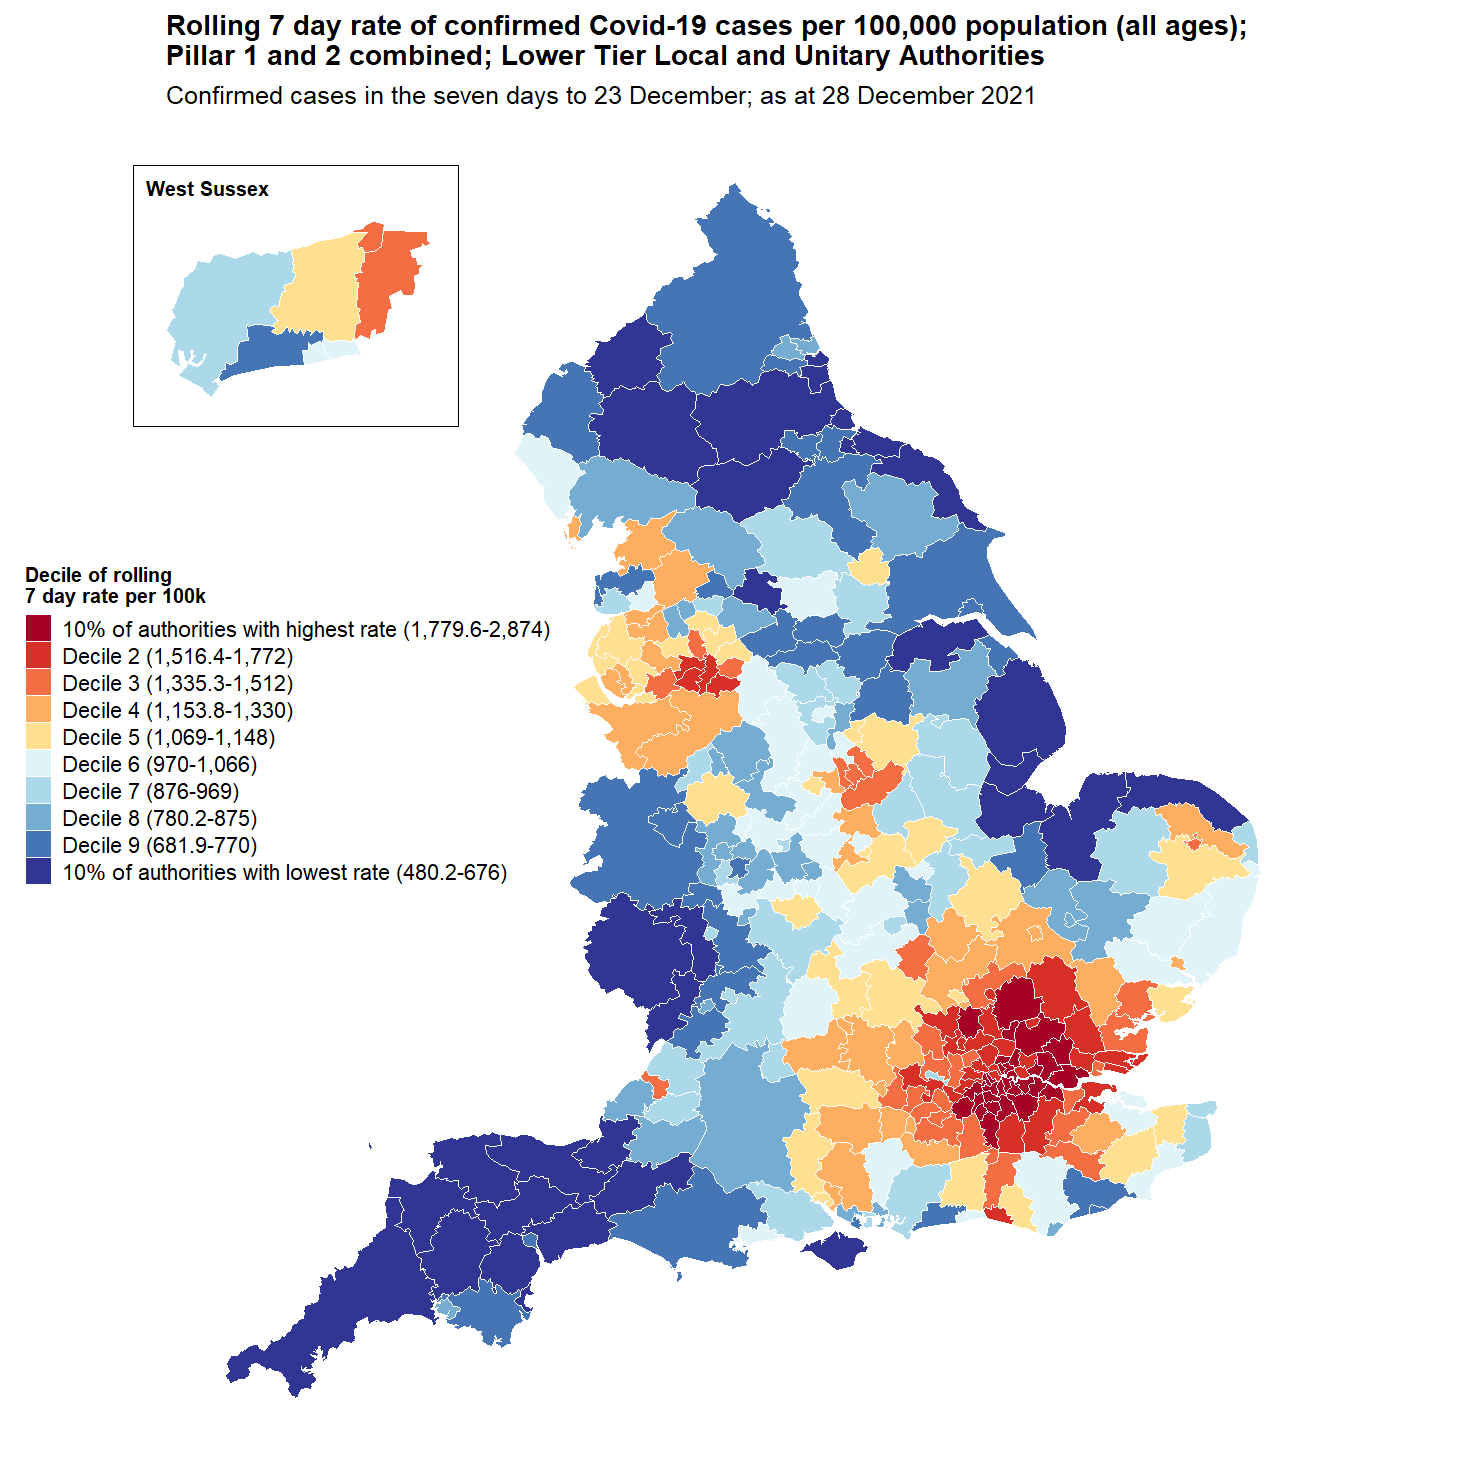 Rolling 7 day rate of confirmed Covid-19 cases per 100,000 population (all ages);
Pillar 1 and 2 combined; Lower Tier Local and Unitary Authorities
Confirmed cases in the seven days to 23 December; as at 28 December 2021
West Sussex
Decile of rolling
7 day rate per 100k
10% of authorities with highest rate (1,779.6-2,874)
Decile 2 (1,516.4-1,772)
Decile 3 (1,335.3-1,512)
Decile 4 (1,153.8-1,330)
Decile 5 (1,069-1,148)
Decile 6 (970-1,066)
Decile 7 (876-969)
Decile 8 (780.2-875)
Decile 9 (681.9-770)
10% of authorities with lowest rate (480.2-676)